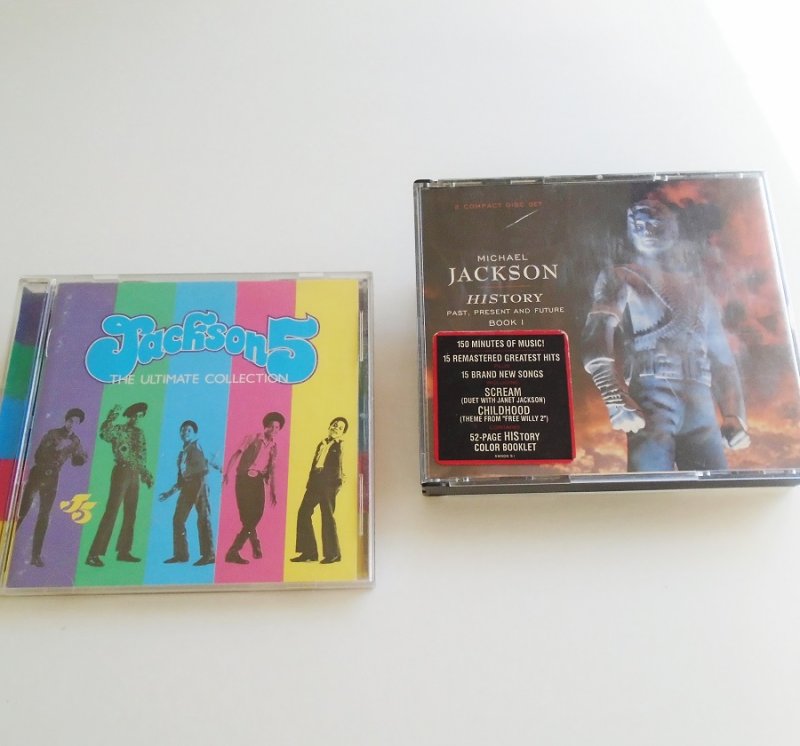 Jackson 5
THE ULTIMATE COLLECTION
J5
2 COMPACT DISC SET
MICHAEL
JACKSON
HISTORY
PAST, PRESENT AND FUTURE
BOOK I
150 MINUTES OF MUSIC!
15 REMASTERED GREATEST HITS
15 BRAND NEW SONGS
SCREAM
(DUET WITH JANET JACKSON)
CHILDHOOD
(THEME FROM "FREE WILLY 2")
52-PAGE HIStory
COLOR BOOKLET